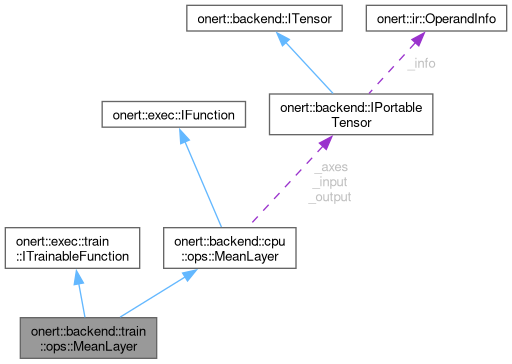 onert::backend::ITensor
onert::ir::OperandInfo
_info
onert::backend::IPortable
Tensor
onert::exec::IFunction
_axes
_input
_output
onert::exec::train
::ITrainableFunction
onert::backend::cpu
::ops::MeanLayer
onert::backend::train
::ops::MeanLayer